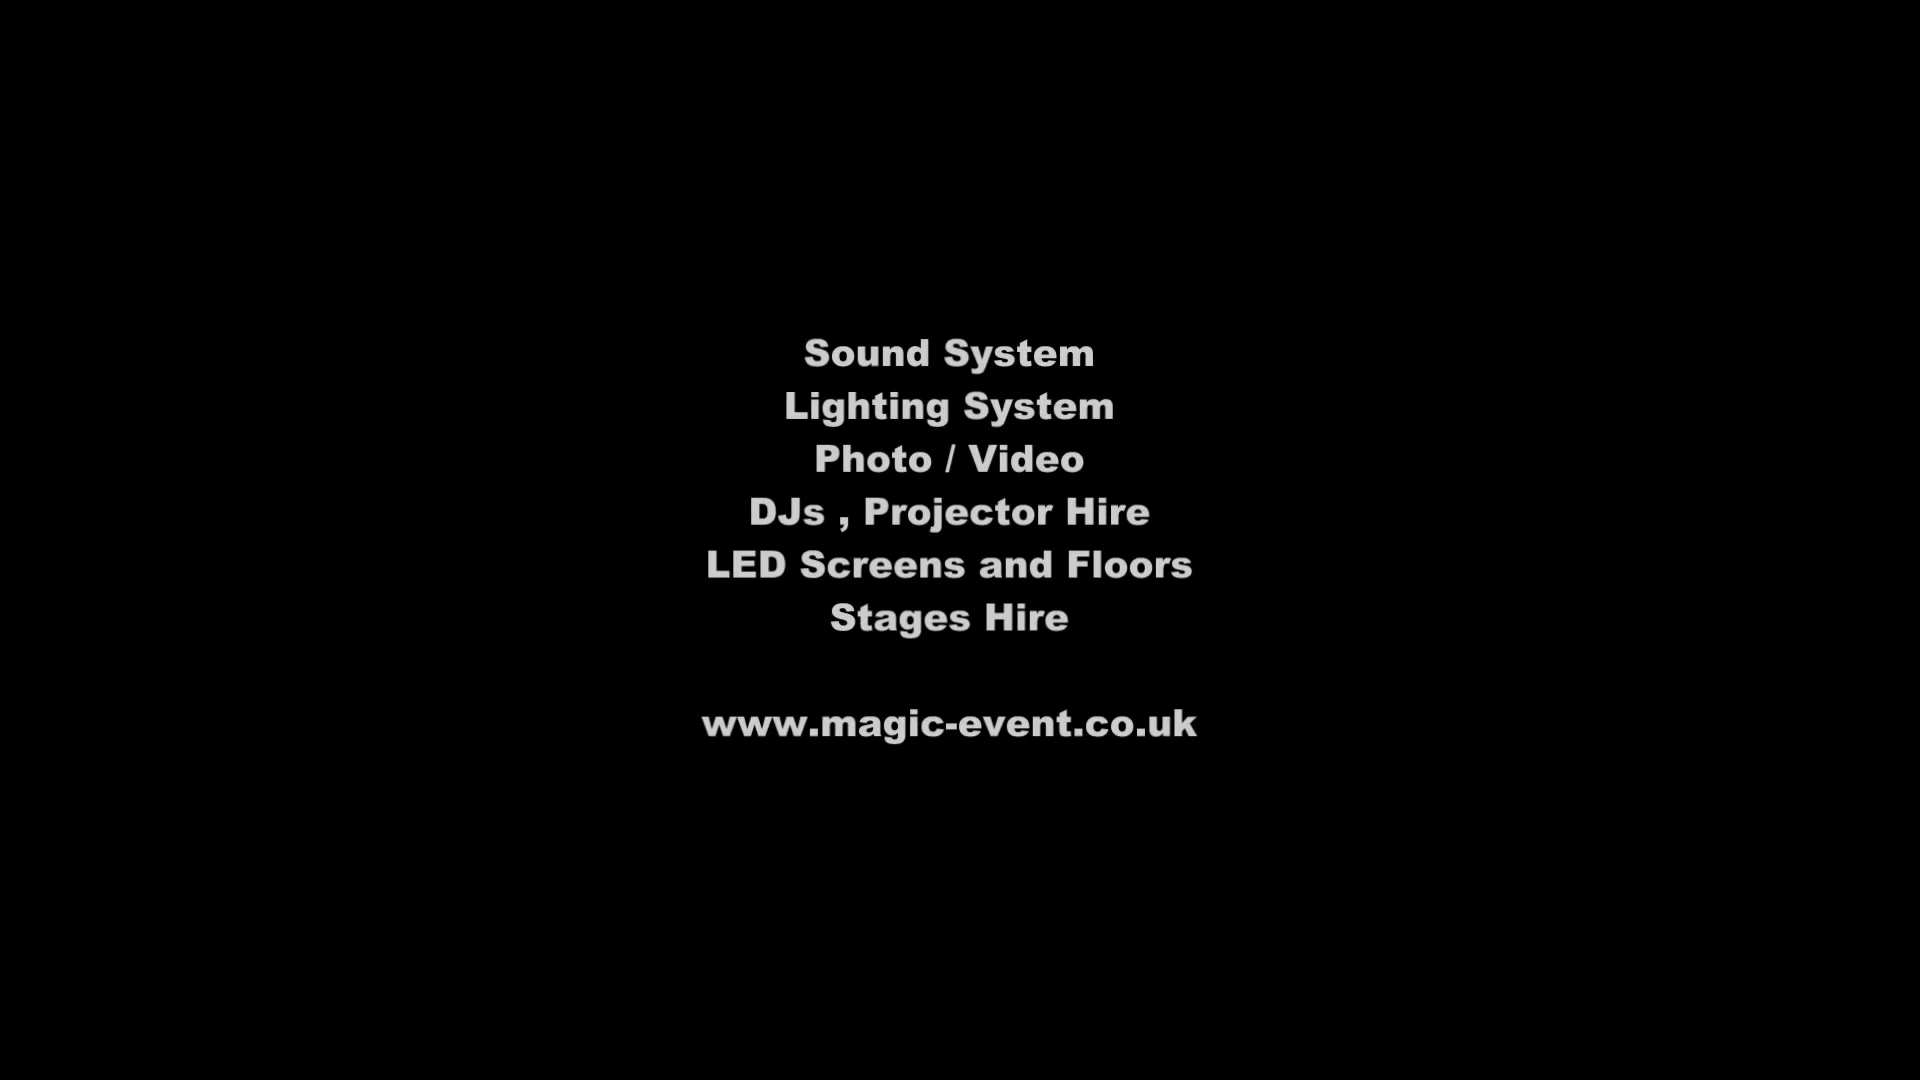 Sound System
Lighting System
Photo / Video
DJs , Projector Hire
LED Screens and Floors
Stages Hire
www.magic-event.co.uk